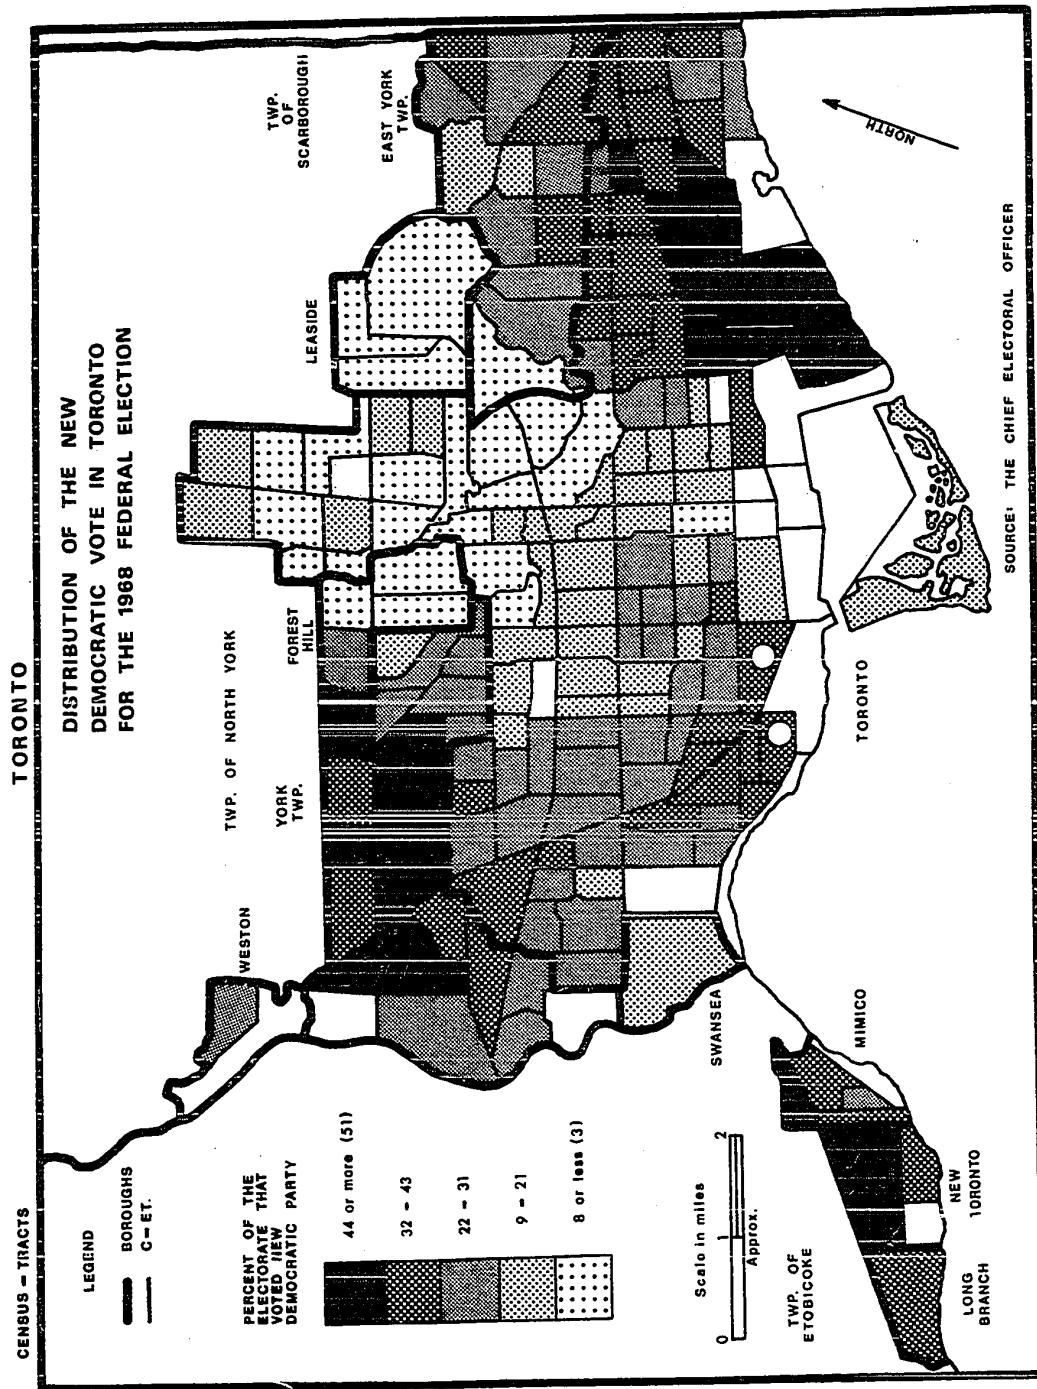 TORONTO
DISTRIBUTION OF THE NEW
DEMOCRATIC VOTE IN TORONTO
FOR THE 1968 FEDERAL ELECTION
CENSUS – TRACTS
LEGEND
BOROUGHS
C – ET.
PERCENT OF THE
ELECTORATE THAT
VOTED NEW
DEMOCRATIC PARTY
44 or more (51)
32 – 43
22 – 31
9 – 21
8 or less (3)
Scale in miles
0 1 2
Approx.
WESTON
TWP. OF NORTH YORK
YORK
TWP.
FOREST
HILL
LEASIDE
TWP.
OF
SCARBOROUGH
EAST YORK
TWP.
SWANSEA
MIMICO
TORONTO
NORTH
TWP. OF
ETOBICOKE
LONG
BRANCH
NEW
TORONTO
SOURCE: THE CHIEF ELECTORAL OFFICER